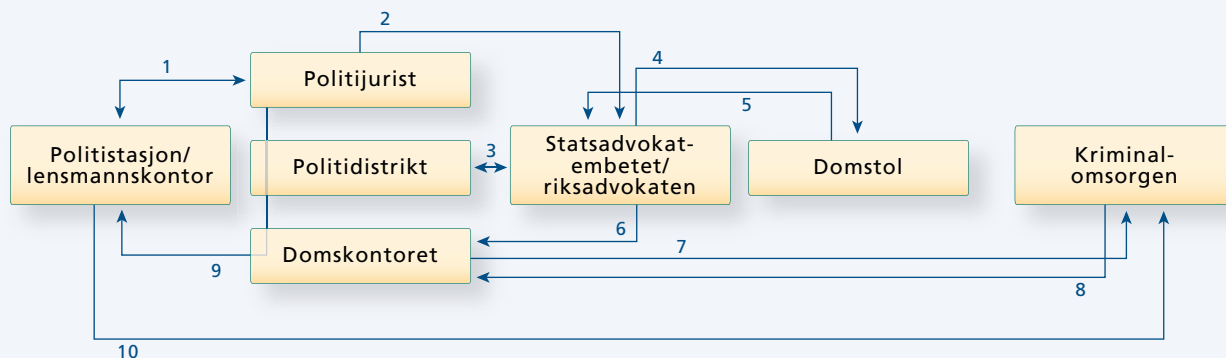 2
1
4
Politijurist
5
Politistasjon/
lensmannskontor
Politidistrikt
3
Statsadvokat-
embetet/
riksadvokaten
Domstol
Kriminal-
omsorgen
6
Domskontoret
7
9
8
10